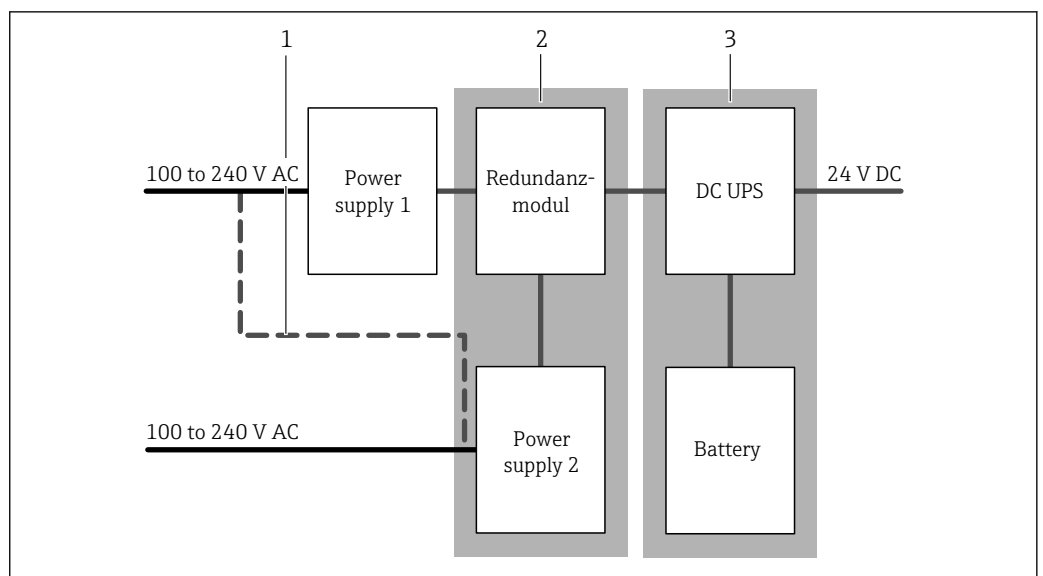 1
2
3
100 to 240 V AC
Power
supply 1
Redundanz-
modul
DC UPS
24 V DC
100 to 240 V AC
Power
supply 2
Battery